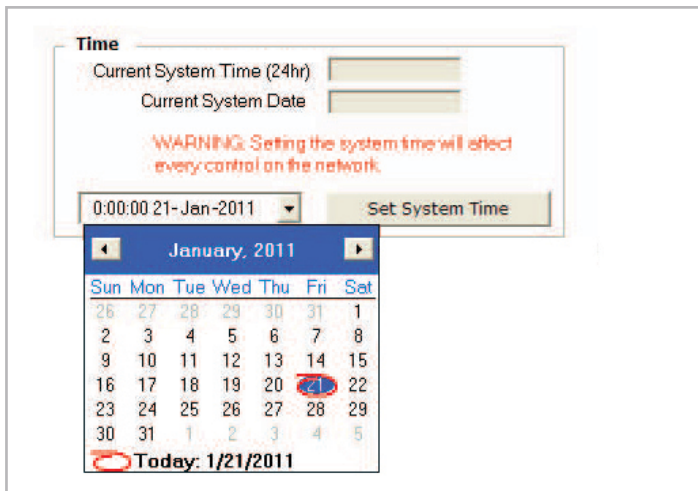 Time
Current System Time (24hr)
Current System Date
WARNING: Setting the system time will affect
every control on the network.
0:00:00 21-Jan-2011 Set System Time
January, 2011
Sun Mon Tue Wed Thu Fri Sat
26 27 28 29 30 31 1
2 3 4 5 6 7 8
9 10 11 12 13 14 15
16 17 18 19 20 21 22
23 24 25 26 27 28 29
30 31 1 2 3 4 5
Today: 1/21/2011